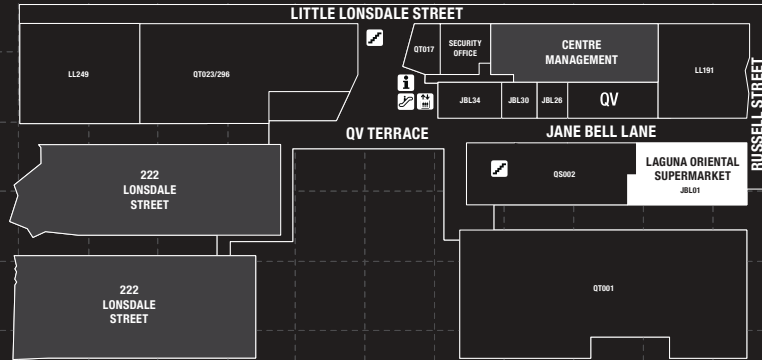 LITTLE LONSDALE STREET
LL249
QT023/296
QT017
SECURITY
OFFICE
CENTRE
MANAGEMENT
LL191
RUSSELL STREET
i
JBL34
JBL30
JBL26
QV
QV TERRACE
JANE BELL LANE
222
LONSDALE
STREET
QS002
LAGUNA ORIENTAL
SUPERMARKET
JBL01
222
LONSDALE
STREET
QT001